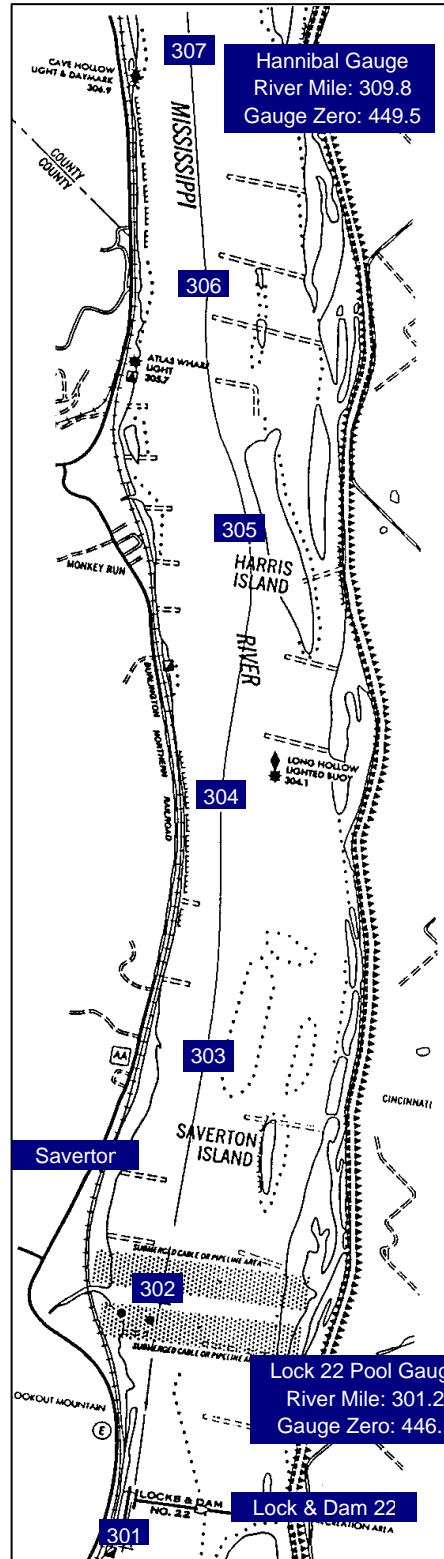 307
CAVE HOLLOW
LIGHT & DAYMARK
306.9
Hannibal Gauge
River Mile: 309.8
Gauge Zero: 449.5
MISSISSIPPI
COUNTY
COUNTY
306
ATLAS WHARF
LIGHT
305.7
305
HARRIS
ISLAND
MONKEY RUN
RIVER
BURLINGTON NORTHERN RAILROAD
LONG HOLLOW
LIGHTED BUOY
304.1
304
303
AA
CINCINNATI
SAVERTON
ISLAND
Savertor
SUBMERGED CABLE OR PIPELINE AREA
302
SUBMERGED CABLE OR PIPELINE A
Lock 22 Pool Gaug
River Mile: 301.2
Gauge Zero: 446.
OOKOUT MOUNTAIN
E
LOCKS & DAM
NO. 22
Lock & Dam 22
CREATION AREA
301